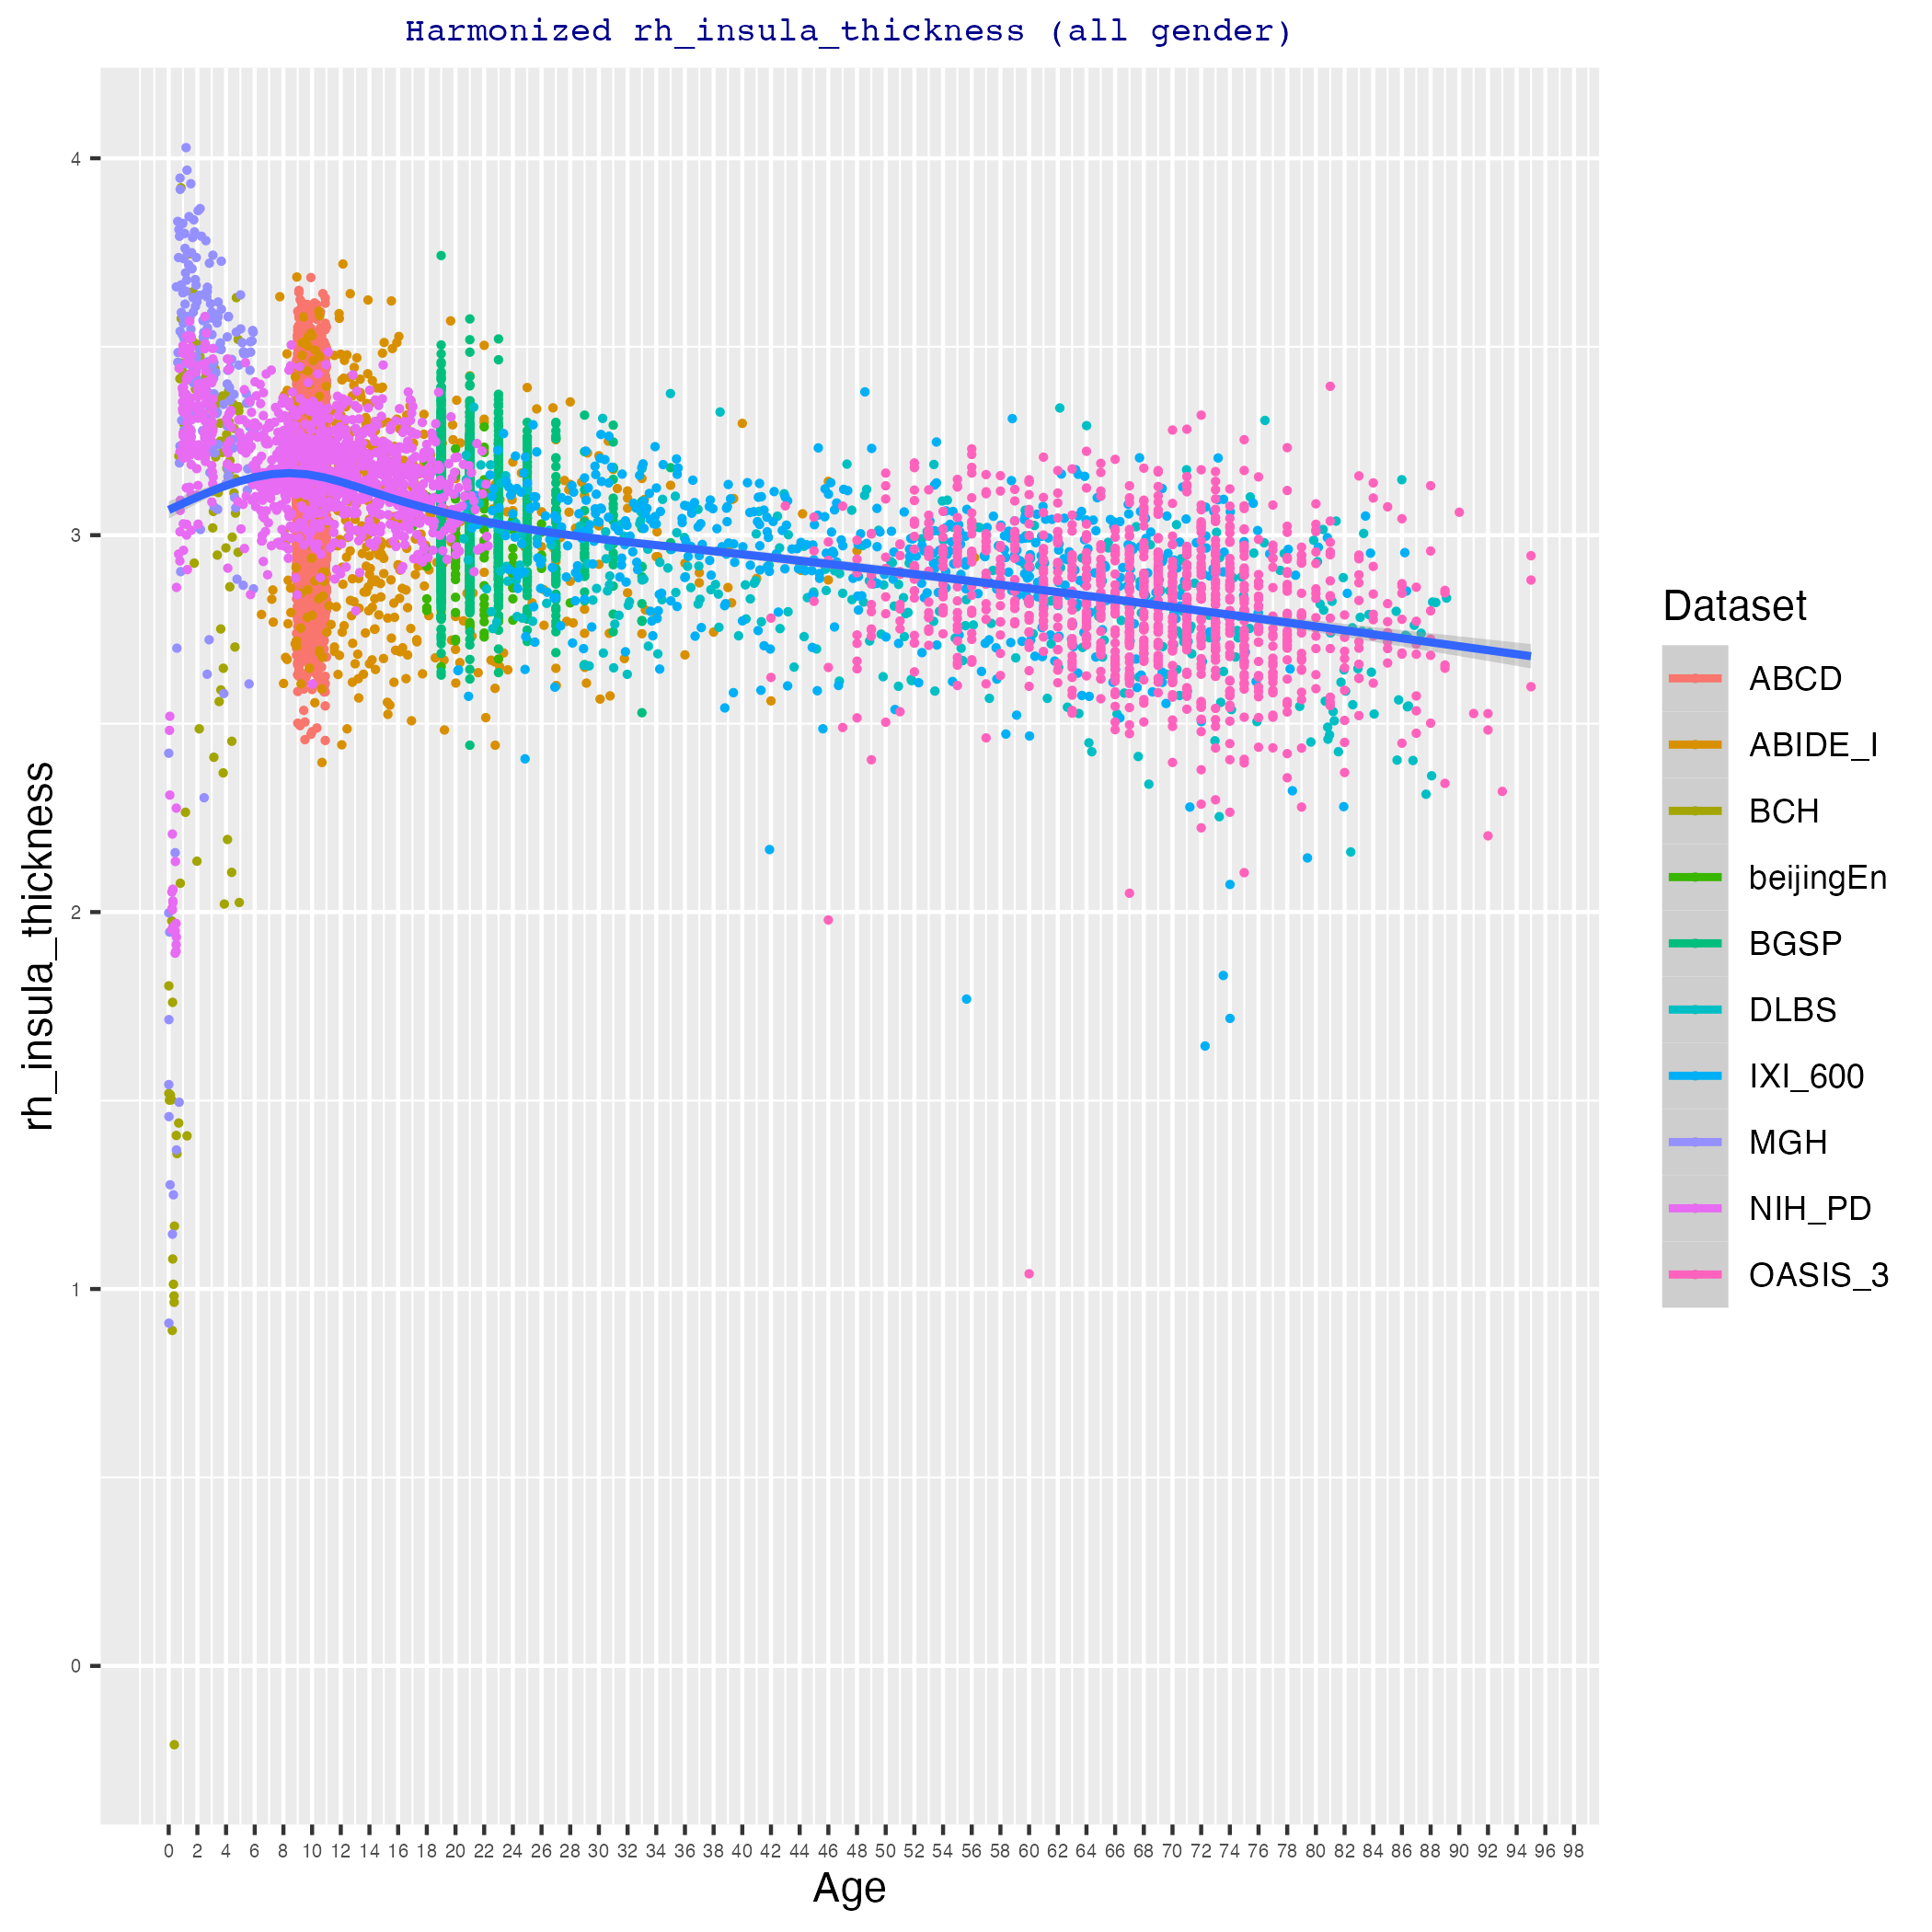 Harmonized rh_insula_thickness (all gender)
rh_insula_thickness
4
3
2
1
0
0 2 4 6 8 10 12 14 16 18 20 22 24 26 28 30 32 34 36 38 40 42 44 46 48 50 52 54 56 58 60 62 64 66 68 70 72 74 76 78 80 82 84 86 88 90 92 94 96 98
Age
Dataset
ABCD
ABIDE_I
BCH
beijingEn
BGSP
DLBS
IXI_600
MGH
NIH_PD
OASIS_3